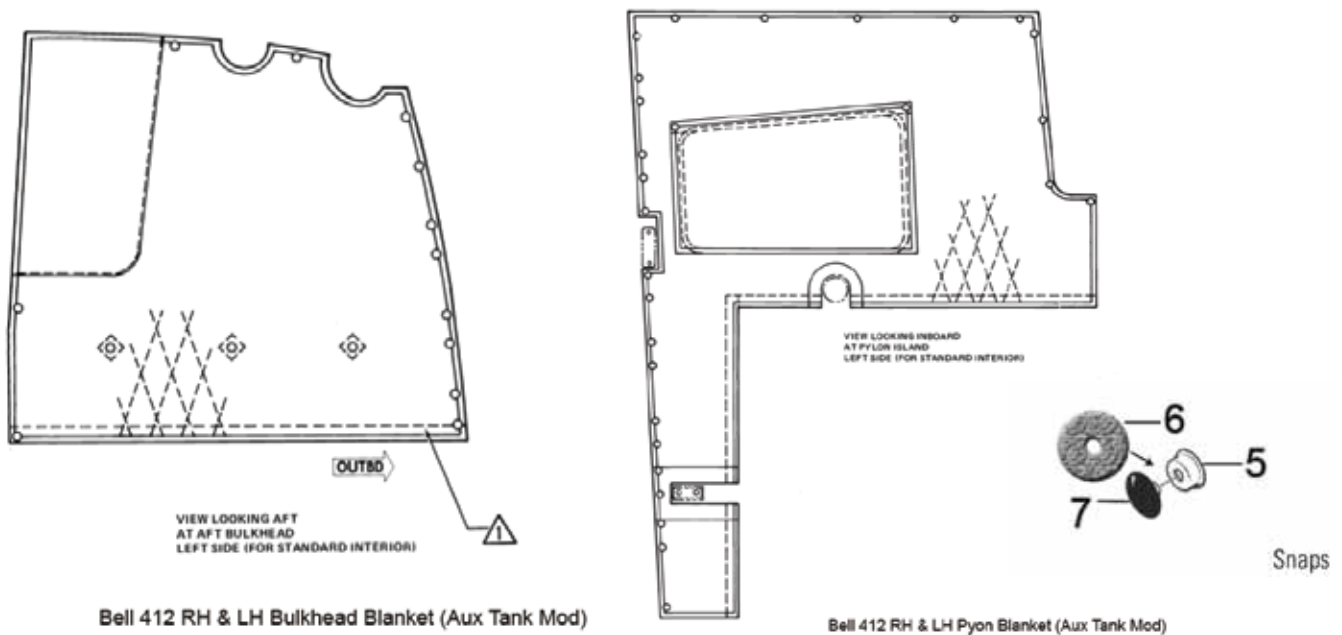 OUTBD
VIEW LOOKING AFT
AT AFT BULKHEAD
LEFT SIDE (FOR STANDARD INTERIOR)
1
Bell 412 RH & LH Bulkhead Blanket (Aux Tank Mod)
VIEW LOOKING INBOARD
AT PYLON ISLAND
LEFT SIDE (FOR STANDARD INTERIOR)
6
5
7
Snaps
Bell 412 RH & LH Pyon Blanket (Aux Tank Mod)